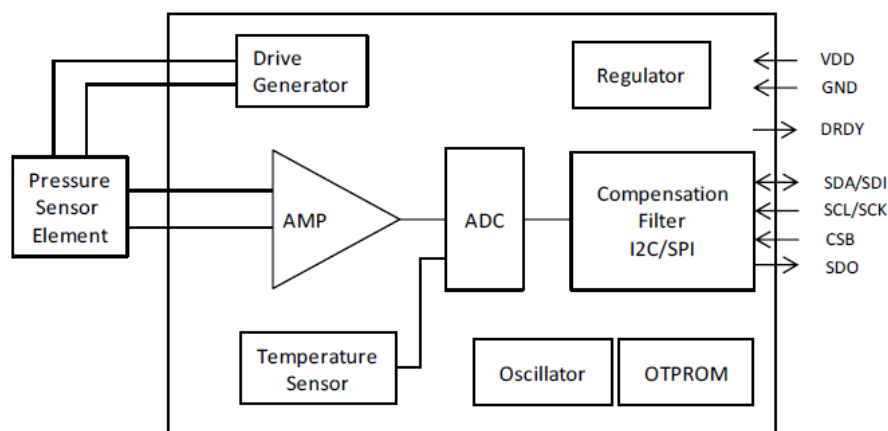 Drive
Generator
Regulator
VDD
GND
DRDY
Pressure
Sensor
Element
AMP
ADC
Compensation
Filter
I2C/SPI
SDA/SDI
SCL/SCK
CSB
SDO
Temperature
Sensor
Oscillator
OTPROM